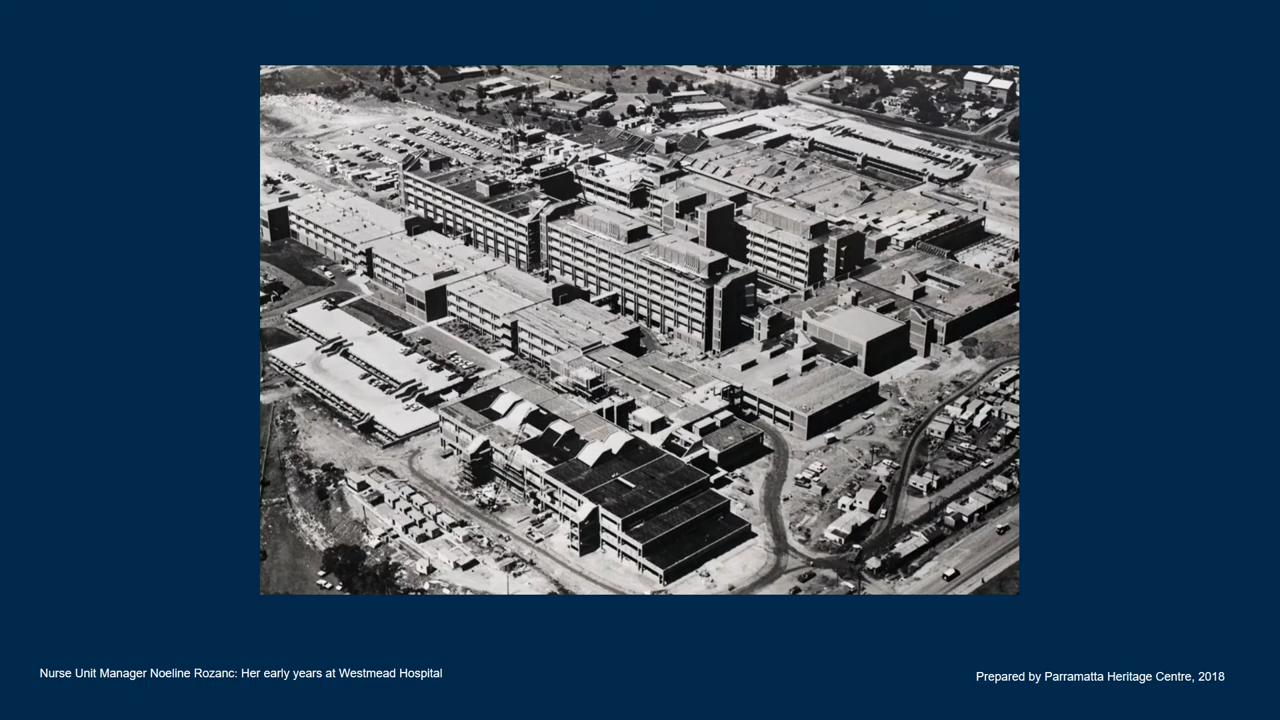 Nurse Unit Manager Noeline Rozanc: Her early years at Westmead Hospital
Prepared by Parramatta Heritage Centre, 2018